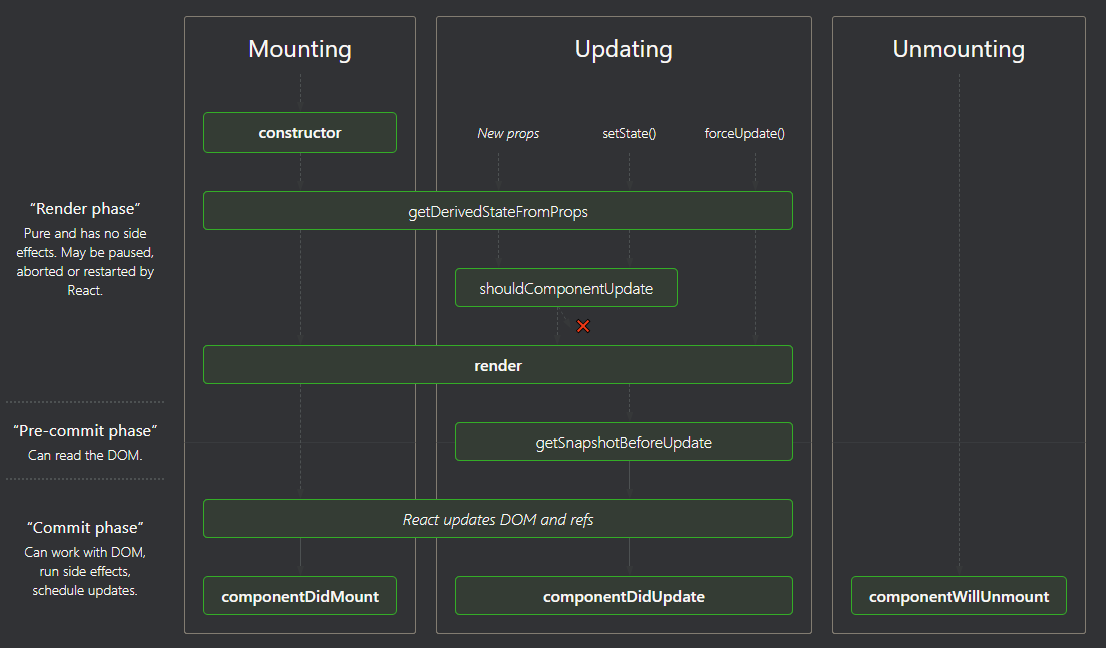 Mounting
Updating
Unmounting
constructor
New props
setState()
forceUpdate()
“Render phase”
Pure and has no side
effects. May be paused,
aborted or restarted by
React.
getDerivedStateFromProps
shouldComponentUpdate
render
“Pre-commit phase”
Can read the DOM.
getSnapshotBeforeUpdate
“Commit phase”
Can work with DOM,
run side effects,
schedule updates.
React updates DOM and refs
componentDidMount
componentDidUpdate
componentWillUnmount